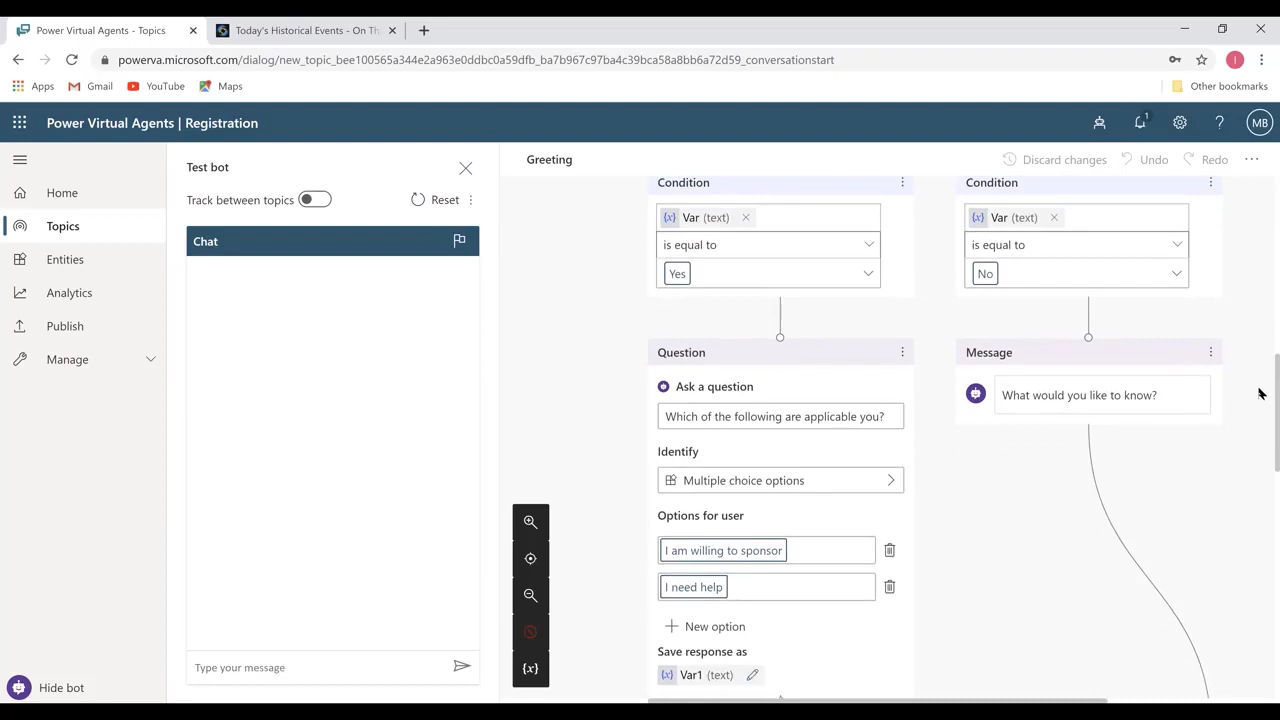 Power Virtual Agents - Topics
Today's Historical Events - On Th
powerva.microsoft.com/dialog/new_topic_bee100565a344e2a963e0ddbc0a59dfb_ba7b967c97ba4c39bca58a8bb6a72d59_conversationstart
Apps Gmail YouTube Maps Other bookmarks
Power Virtual Agents | Registration 1 MB
Home
Topics
Entities
Analytics
Publish
Manage
Hide bot
Test bot
Track between topics Reset
Chat
Type your message
Greeting Discard changes Undo Redo
Condition
{x} Var (text)
is equal to
Yes
Condition
{x} Var (text)
is equal to
No
Question
Ask a question
Which of the following are applicable you?
Identify
Multiple choice options
Options for user
I am willing to sponsor
I need help
New option
Save response as
{x} Var1 (text)
Message
What would you like to know?
{x}